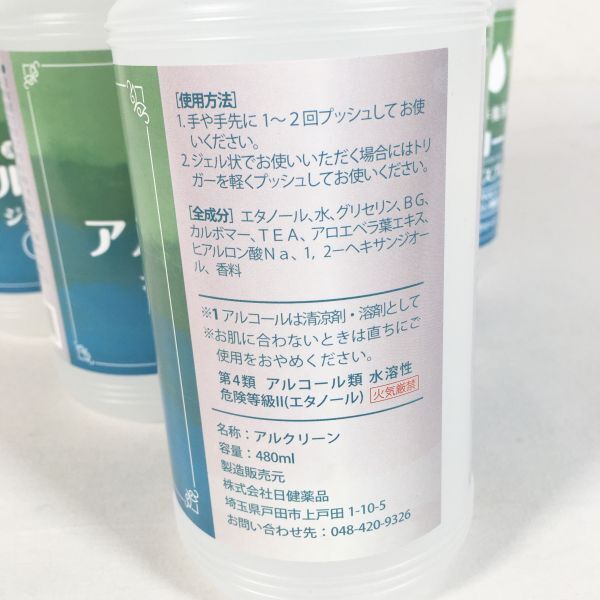 [使用方法]
1. 手や手先に1〜2回プッシュしてお使
いください。
2. ジェル状でお使いいただく場合にはトリ
ガーを軽くプッシュしてお使いください。
[全成分] エタノール、水、グリセリン、BG、
カルボマー、TEA、アロエベラ葉エキス、
ヒアルロン酸Na、1, 2ーヘキサンジオー
ル、香料
※1 アルコールは清涼剤・溶剤として
※お肌に合わないときは直ちにご
使用をおやめください。
第4類 アルコール類 水溶性
危険等級II(エタノール) 火気厳禁
名称：アルクリーン
容量：480ml
製造販売元
株式会社日健薬品
埼玉県戸田市上戸田 1-10-5
お問い合わせ先：048-420-9326
ル
ジ
ア